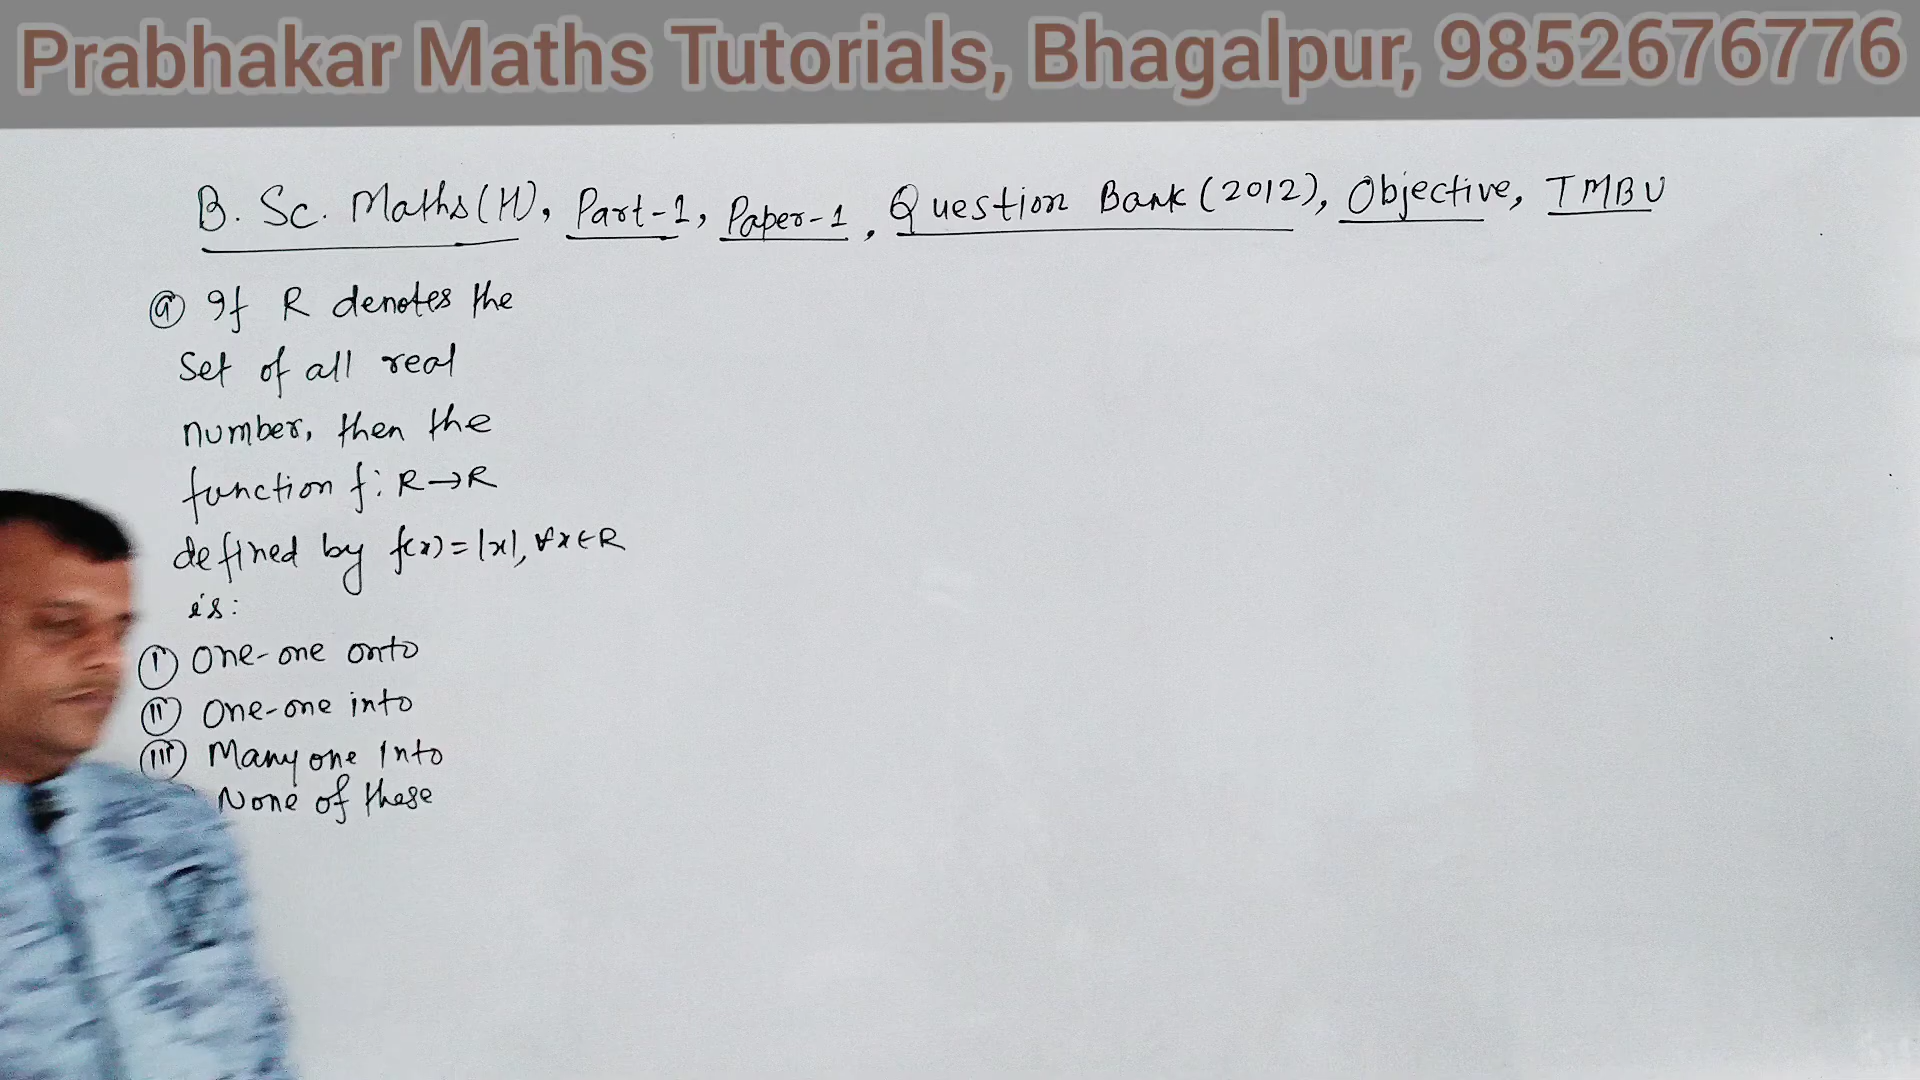 Prabhakar Maths Tutorials, Bhagalpur, 9852676776
B. Sc. Maths (H), Part-1, Paper-1, Question Bank (2012), Objective, TMBU
(a) If R denotes the
Set of all real
number, then the
function f: R→R
defined by f(x) = |x|, ∀x∈R
is:
(i) One-one onto
(ii) One-one into
(iii) Many one Into
None of these